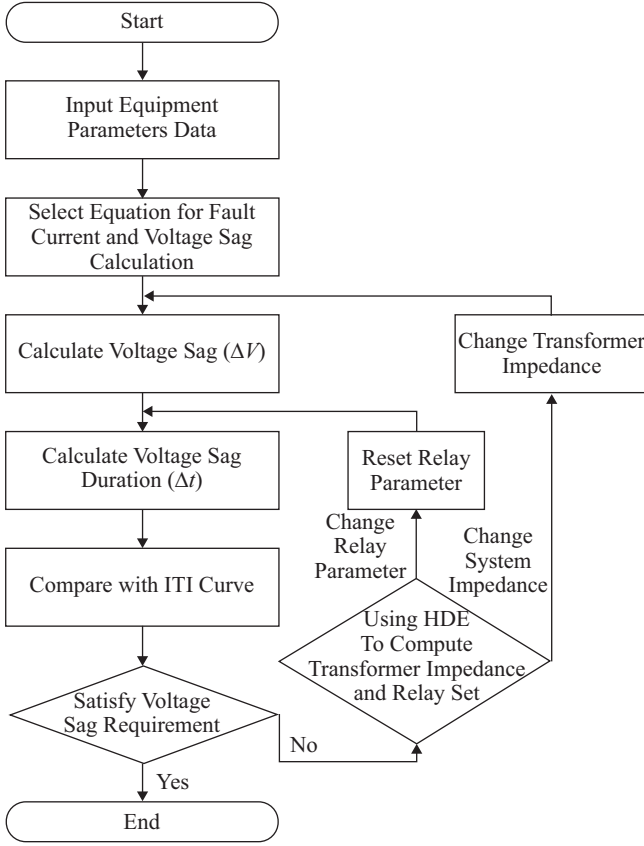 Start
Input Equipment
Parameters Data
Select Equation for Fault
Current and Voltage Sag
Calculation
Calculate Voltage Sag (ΔV)
Change Transformer
Impedance
Calculate Voltage Sag
Duration (Δt)
Reset Relay
Parameter
Change
Relay
Parameter
Change
System
Impedance
Compare with ITI Curve
Using HDE
To Compute
Transformer Impedance
and Relay Set
Satisfy Voltage
Sag Requirement
No
Yes
End